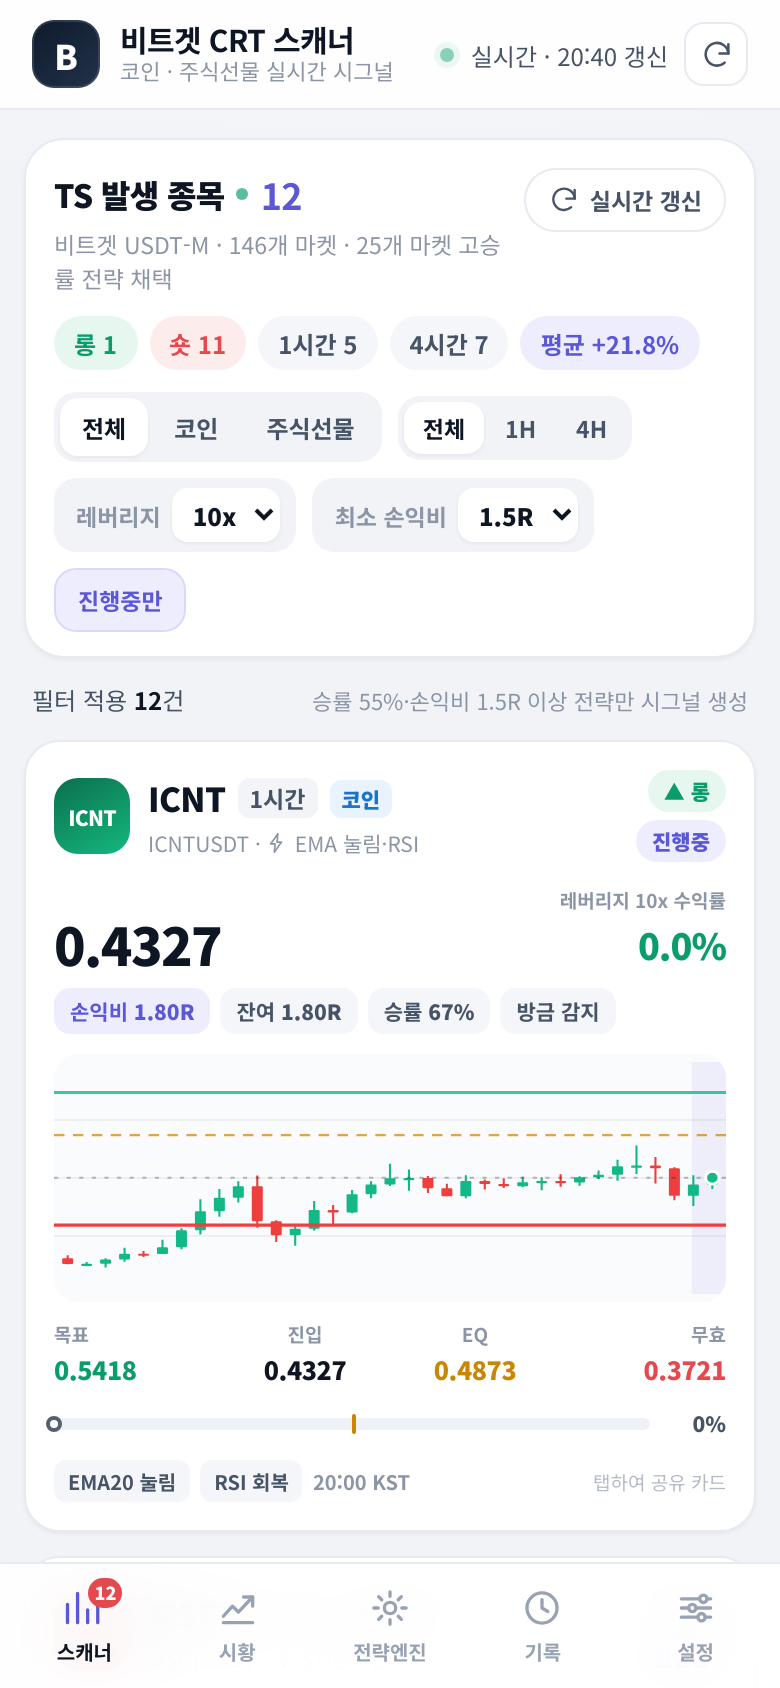 B
비트겟 CRT 스캐너
코인 · 주식선물 실시간 시그널
실시간 · 20:40 갱신
TS 발생 종목 • 12
실시간 갱신
비트겟 USDT-M · 146개 마켓 · 25개 마켓 고승
률 전략 채택
롱 1 숏 11 1시간 5 4시간 7 평균 +21.8%
전체 코인 주식선물 전체 1H 4H
레버리지 10x 최소 손익비 1.5R
진행중만
필터 적용 12건 승률 55%·손익비 1.5R 이상 전략만 시그널 생성
ICNT
ICNT 1시간 코인
▲ 롱
ICNTUSDT · EMA 눌림·RSI
진행중
레버리지 10x 수익률
0.4327 0.0%
손익비 1.80R 잔여 1.80R 승률 67% 방금 감지
목표 진입 EQ 무효
0.5418 0.4327 0.4873 0.3721
0%
EMA20 눌림 RSI 회복 20:00 KST 탭하여 공유 카드
12
스캐너 시황 전략엔진 기록 설정